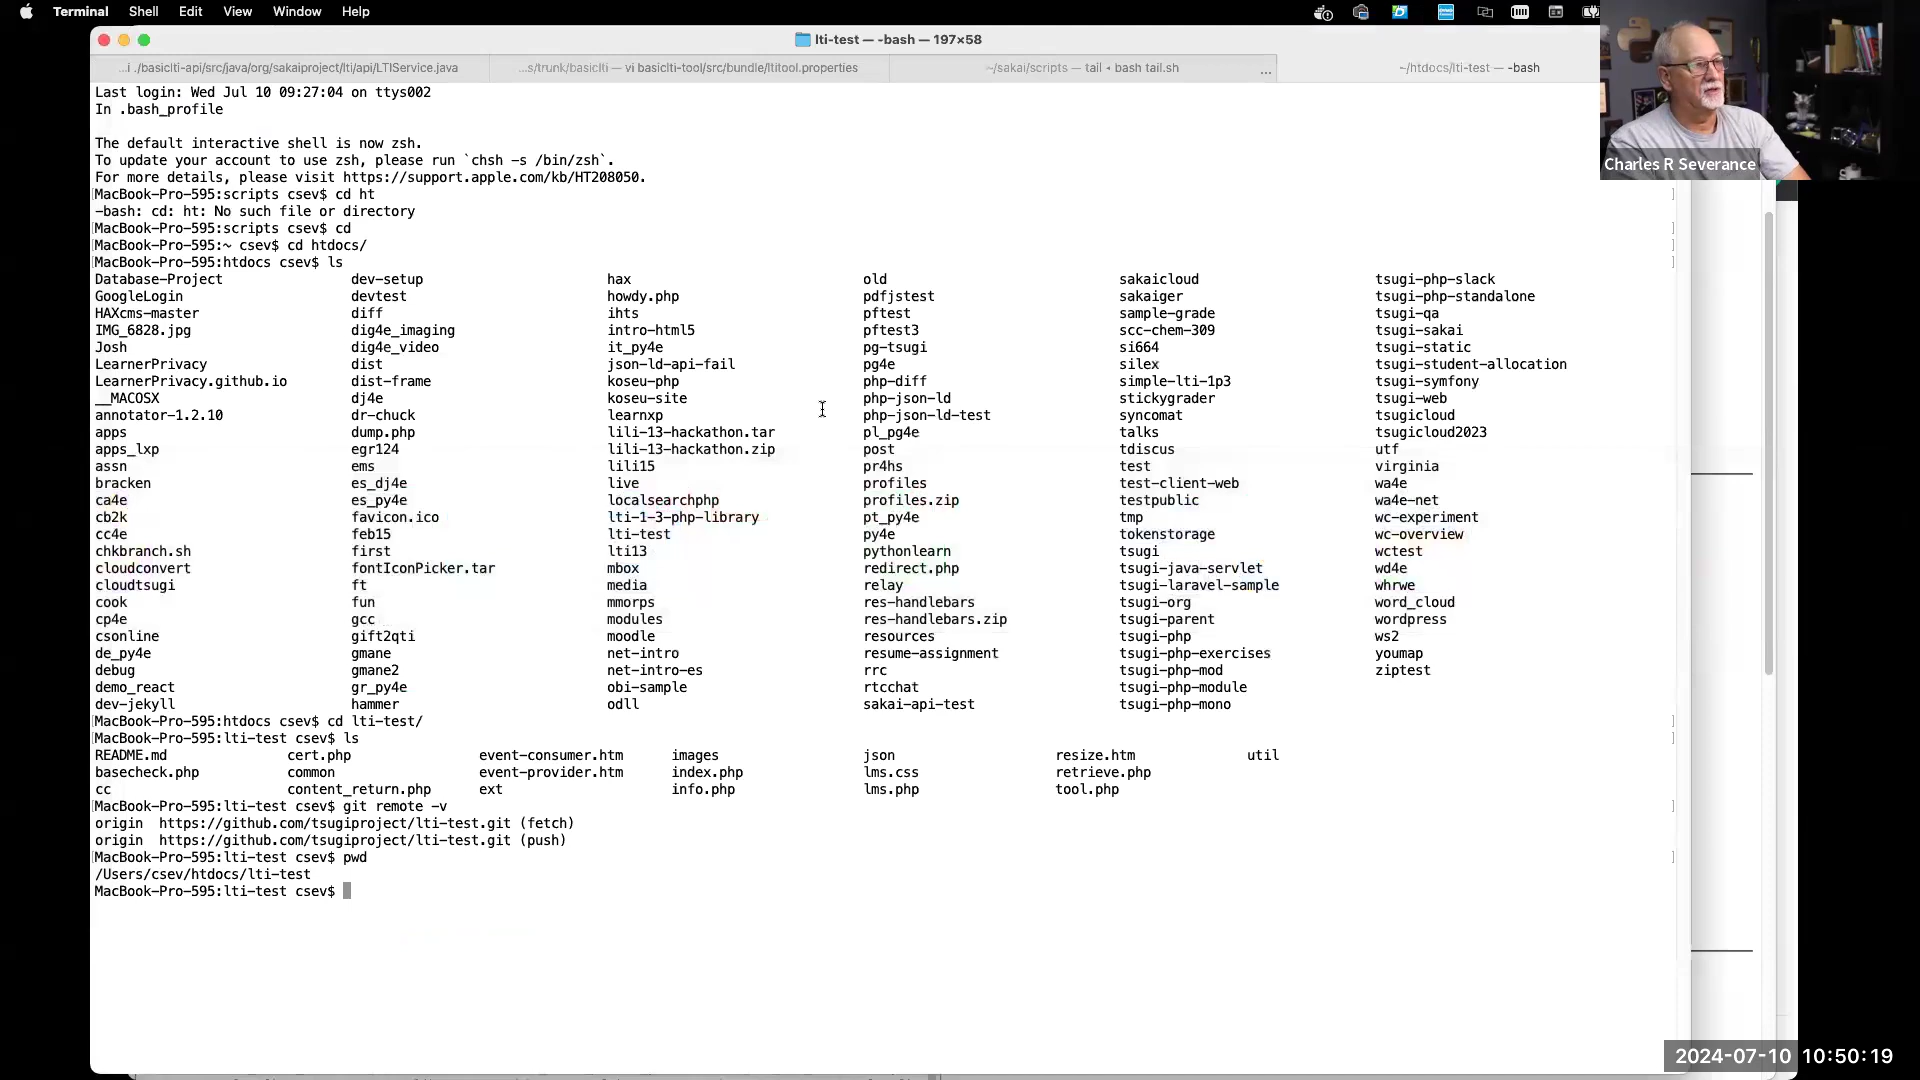 Terminal Shell Edit View Window Help
lti-test — -bash — 197×58
...i ./basiclti-api/src/java/org/sakaiproject/lti/api/LTIService.java ...s/trunk/basiclti — vi basiclti-tool/src/bundle/ltitool.properties ~/sakai/scripts — tail ◂ bash tail.sh ... ~/htdocs/lti-test — -bash
Last login: Wed Jul 10 09:27:04 on ttys002
In .bash_profile
The default interactive shell is now zsh.
To update your account to use zsh, please run `chsh -s /bin/zsh`.
For more details, please visit https://support.apple.com/kb/HT208050.
[MacBook-Pro-595:scripts csev$ cd ht ]
-bash: cd: ht: No such file or directory
[MacBook-Pro-595:scripts csev$ cd ]
[MacBook-Pro-595:~ csev$ cd htdocs/ ]
[MacBook-Pro-595:htdocs csev$ ls ]
Database-Project dev-setup hax old sakaicloud tsugi-php-slack
GoogleLogin devtest howdy.php pdfjstest sakaiger tsugi-php-standalone
HAXcms-master diff ihts pftest sample-grade tsugi-qa
IMG_6828.jpg dig4e_imaging intro-html5 pftest3 scc-chem-309 tsugi-sakai
Josh dig4e_video it_py4e pg-tsugi si664 tsugi-static
LearnerPrivacy dist json-ld-api-fail pg4e silex tsugi-student-allocation
LearnerPrivacy.github.io dist-frame koseu-php php-diff simple-lti-1p3 tsugi-symfony
__MACOSX dj4e koseu-site php-json-ld stickygrader tsugi-web
annotator-1.2.10 dr-chuck learnxp php-json-ld-test syncomat tsugicloud
apps dump.php lili-13-hackathon.tar pl_pg4e talks tsugicloud2023
apps_lxp egr124 lili-13-hackathon.zip post tdiscus utf
assn ems lili15 pr4hs test virginia
bracken es_dj4e live profiles test-client-web wa4e
ca4e es_py4e localsearchphp profiles.zip testpublic wa4e-net
cb2k favicon.ico lti-1-3-php-library pt_py4e tmp wc-experiment
cc4e feb15 lti-test py4e tokenstorage wc-overview
chkbranch.sh first lti13 pythonlearn tsugi wctest
cloudconvert fontIconPicker.tar mbox redirect.php tsugi-java-servlet wd4e
cloudtsugi ft media relay tsugi-laravel-sample whrwe
cook fun mmorps res-handlebars tsugi-org word_cloud
cp4e gcc modules res-handlebars.zip tsugi-parent wordpress
csonline gift2qti moodle resources tsugi-php ws2
de_py4e gmane net-intro resume-assignment tsugi-php-exercises youmap
debug gmane2 net-intro-es rrc tsugi-php-mod ziptest
demo_react gr_py4e obi-sample rtcchat tsugi-php-module
dev-jekyll hammer odll sakai-api-test tsugi-php-mono
[MacBook-Pro-595:htdocs csev$ cd lti-test/ ]
[MacBook-Pro-595:lti-test csev$ ls ]
README.md cert.php event-consumer.htm images json resize.htm util
basecheck.php common event-provider.htm index.php lms.css retrieve.php
cc content_return.php ext info.php lms.php tool.php
[MacBook-Pro-595:lti-test csev$ git remote -v ]
origin https://github.com/tsugiproject/lti-test.git (fetch)
origin https://github.com/tsugiproject/lti-test.git (push)
[MacBook-Pro-595:lti-test csev$ pwd ]
/Users/csev/htdocs/lti-test
MacBook-Pro-595:lti-test csev$
Charles R Severance
2024-07-10 10:50:19